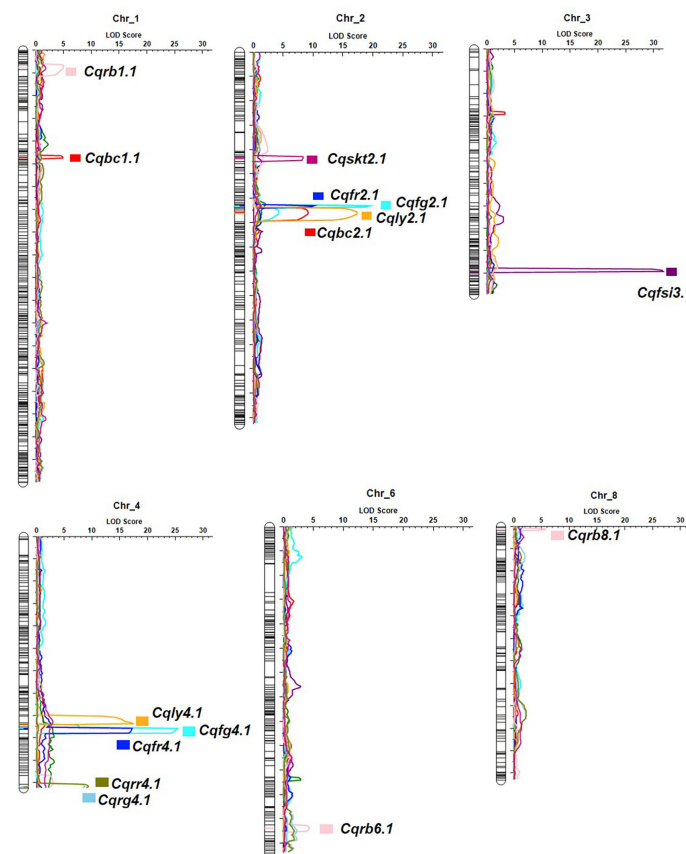 Chr_1
LOD Score
0 5 10 15 20 25 30
Cqrb1.1
Cqbc1.1
Chr_2
LOD Score
0 5 10 15 20 25 30
Cqskt2.1
Cqfr2.1
Cqfg2.1
Cqly2.1
Cqbc2.1
Chr_3
LOD Score
0 5 10 15 20 25 30
Cqfsi3.
Chr_4
LOD Score
0 5 10 15 20 25 30
Cqly4.1
Cqfg4.1
Cqfr4.1
Cqrr4.1
Cqrg4.1
Chr_6
LOD Score
0 5 10 15 20 25 30
Cqrb6.1
Chr_8
LOD Score
0 5 10 15 20 25 30
Cqrb8.1